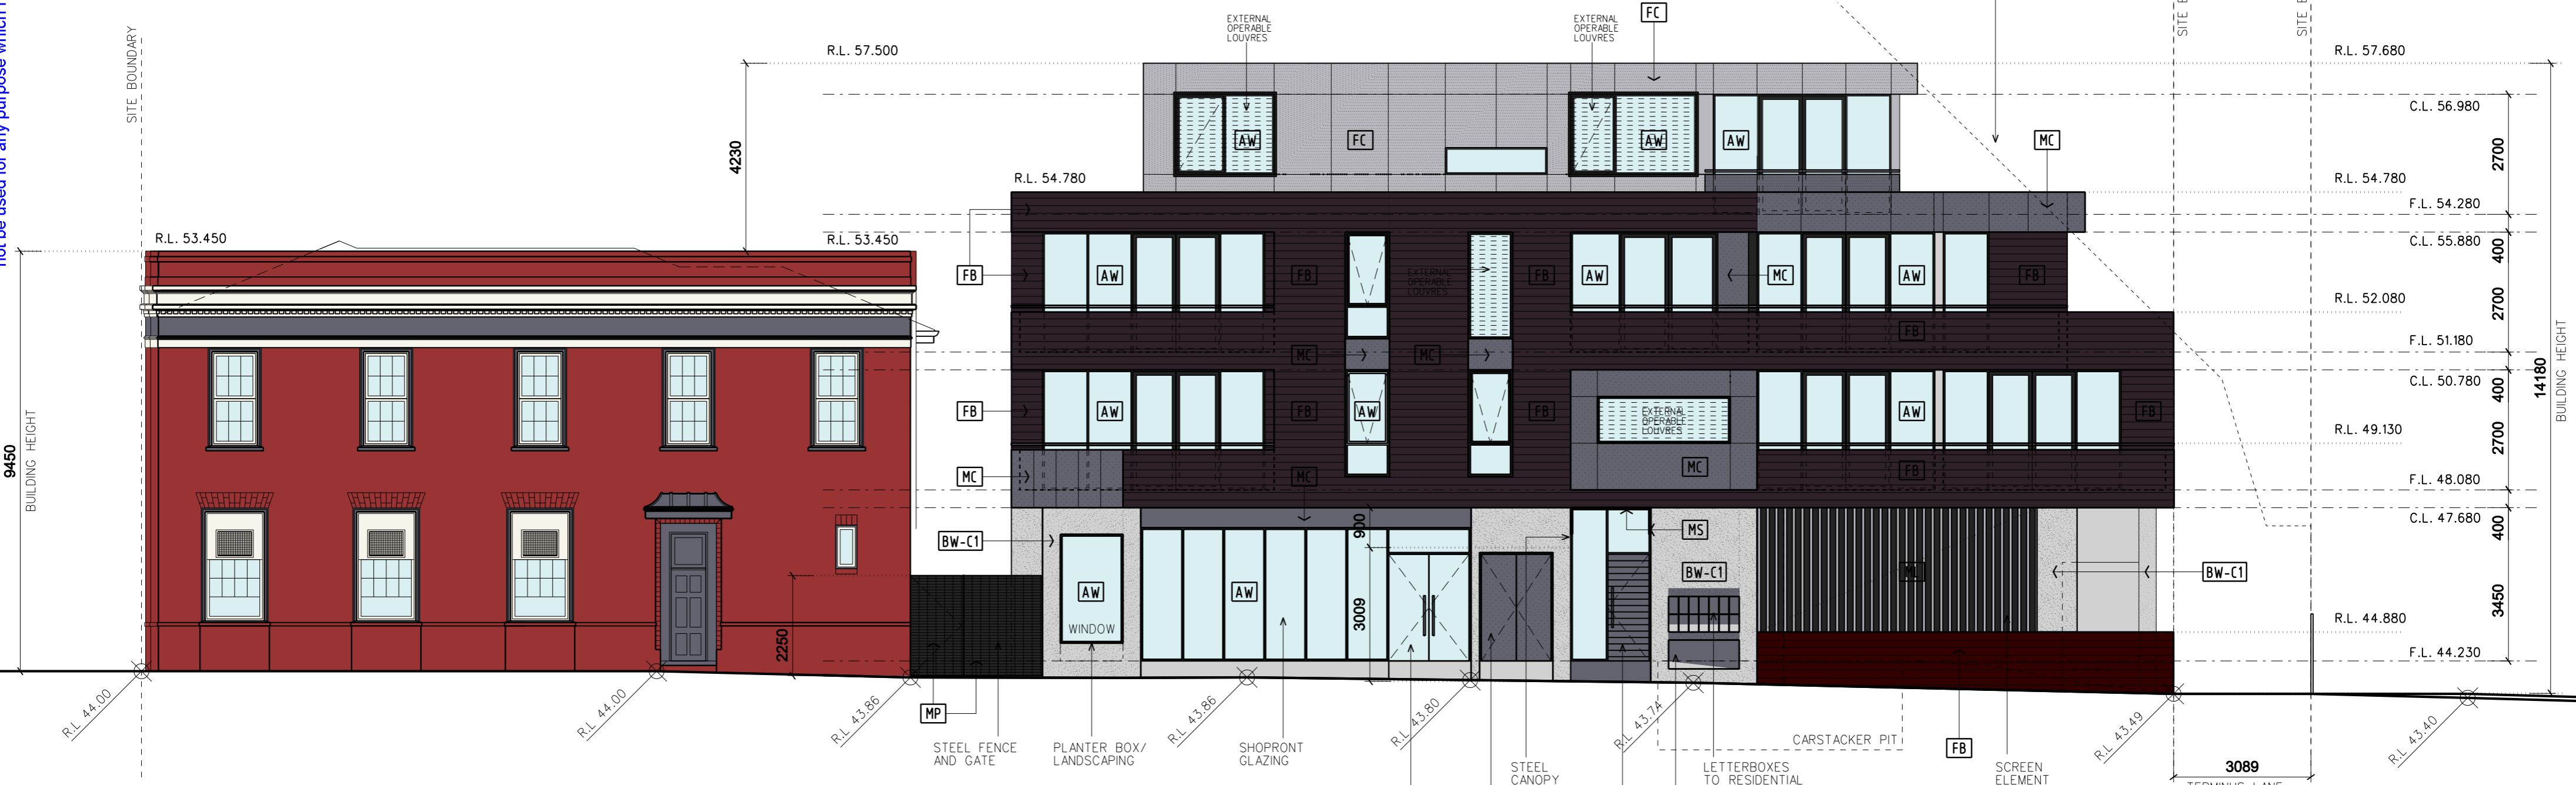 not be used for any purpose which
SITE BOUNDARY
R.L. 57.500
EXTERNAL
OPERABLE
LOUVRES
EXTERNAL
OPERABLE
LOUVRES
FC
R.L. 57.680
C.L. 56.980
4230
AW
FC
AW
AW
MC
2700
R.L. 54.780
R.L. 54.780
F.L. 54.280
R.L. 53.450
R.L. 53.450
C.L. 55.880
FB
AW
FB
EXTERNAL
OPERABLE
LOUVRES
FB
AW
MC
AW
FB
400
R.L. 52.080
2700
FB
F.L. 51.180
MC
MC
C.L. 50.780
400
14180
BUILDING HEIGHT
FB
AW
FB
AW
FB
EXTERNAL
OPERABLE
LOUVRES
AW
FB
R.L. 49.130
2700
9450
BUILDING HEIGHT
MC
MC
MC
FB
F.L. 48.080
C.L. 47.680
400
BW-C1
900
MS
AW
WINDOW
AW
3009
BW-C1
ML
BW-C1
3450
2250
R.L. 44.880
F.L. 44.230
R.L 44.00
R.L 44.00
R.L 43.86
R.L 43.86
R.L 43.80
R.L 43.74
R.L 43.49
R.L 43.40
MP
STEEL FENCE
AND GATE
PLANTER BOX/
LANDSCAPING
SHOPRONT
GLAZING
STEEL
CANOPY
CARSTACKER PIT
LETTERBOXES
TO RESIDENTIAL
FB
SCREEN
ELEMENT
3089
TERMINUS LANE